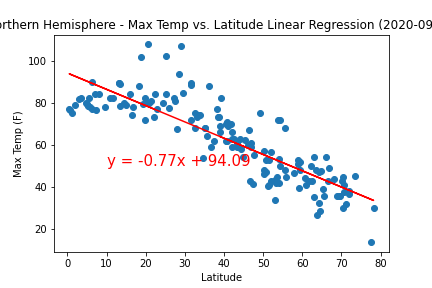 orthern Hemisphere - Max Temp vs. Latitude Linear Regression (2020-09
Max Temp (F)
100
80
60
40
20
y = -0.77x + 94.09
0 10 20 30 40 50 60 70 80
Latitude